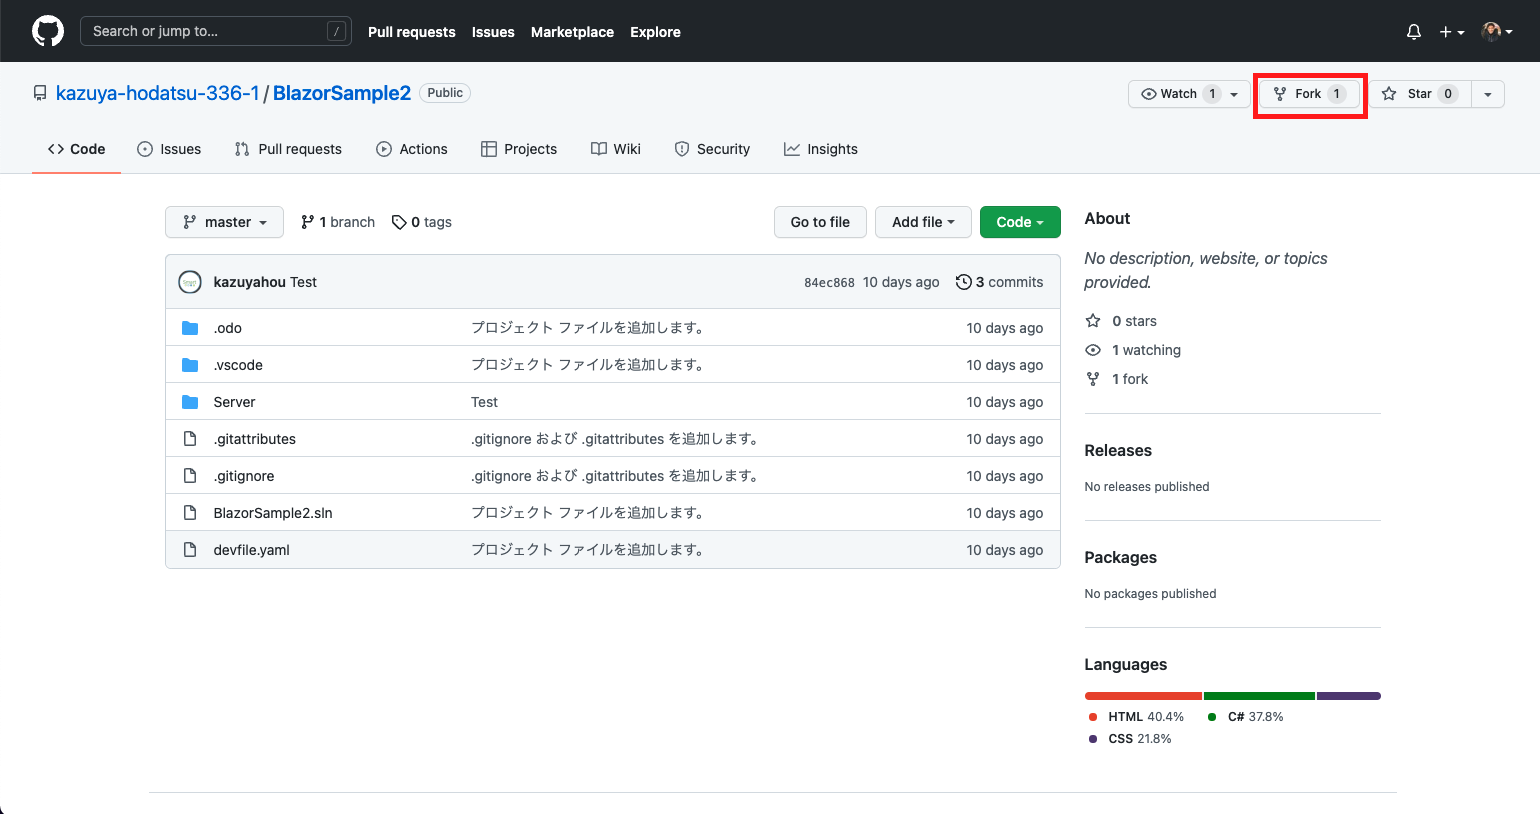 Search or jump to... / Pull requests Issues Marketplace Explore
kazuya-hodatsu-336-1 / BlazorSample2 Public Watch 1 Fork 1 Star 0
Code Issues Pull requests Actions Projects Wiki Security Insights
master 1 branch 0 tags Go to file Add file Code
kazuyahou Test 84ec868 10 days ago 3 commits
.odo プロジェクト ファイルを追加します。 10 days ago
.vscode プロジェクト ファイルを追加します。 10 days ago
Server Test 10 days ago
.gitattributes .gitignore および .gitattributes を追加します。 10 days ago
.gitignore .gitignore および .gitattributes を追加します。 10 days ago
BlazorSample2.sln プロジェクト ファイルを追加します。 10 days ago
devfile.yaml プロジェクト ファイルを追加します。 10 days ago
About
No description, website, or topics
provided.
0 stars
1 watching
1 fork
Releases
No releases published
Packages
No packages published
Languages
HTML 40.4% C# 37.8%
CSS 21.8%